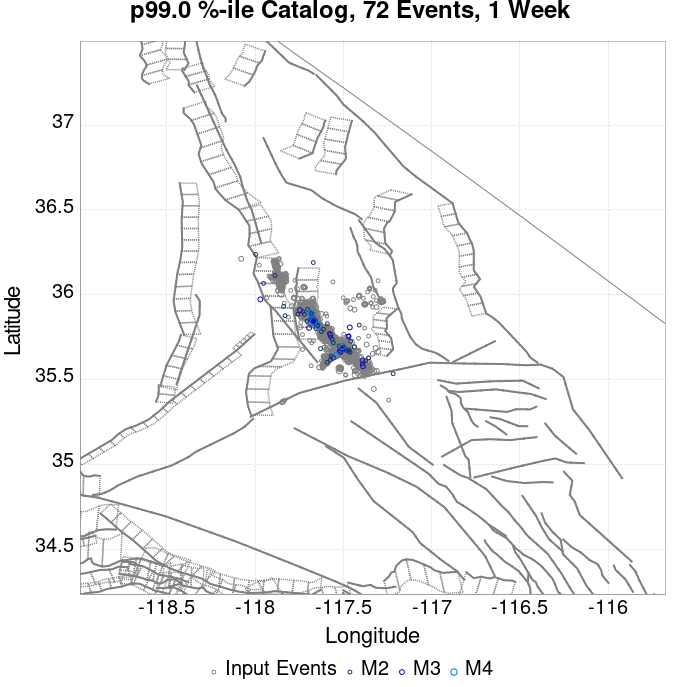 p99.0 %-ile Catalog, 72 Events, 1 Week
Latitude
37
36.5
36
35.5
35
34.5
-118.5 -118 -117.5 -117 -116.5 -116
Longitude
Input Events M2 M3 M4